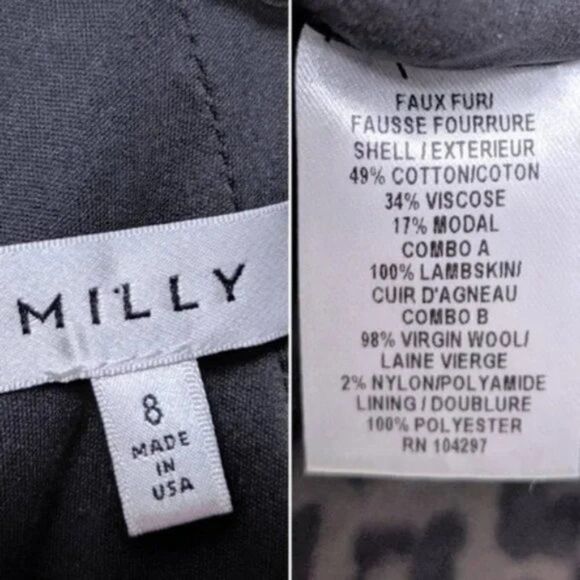 MILLY
8
MADE
IN
USA
FAUX FUR/
FAUSSE FOURRURE
SHELL / EXTERIEUR
49% COTTON/COTON
34% VISCOSE
17% MODAL
COMBO A
100% LAMBSKIN/
CUIR D'AGNEAU
COMBO B
98% VIRGIN WOOL/
LAINE VIERGE
2% NYLON/POLYAMIDE
LINING / DOUBLURE
100% POLYESTER
RN 104297